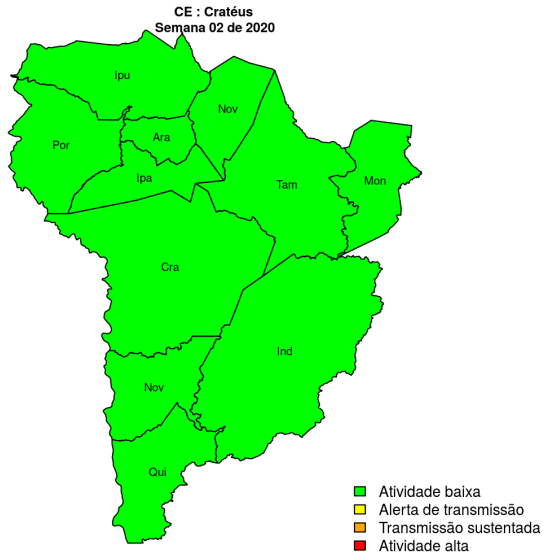 CE : Cratéus
Semana 02 de 2020
Ipu
Nov
Por
Ara
Ipa
Tam
Mon
Cra
Ind
Nov
Qui
Atividade baixa
Alerta de transmissão
Transmissão sustentada
Atividade alta